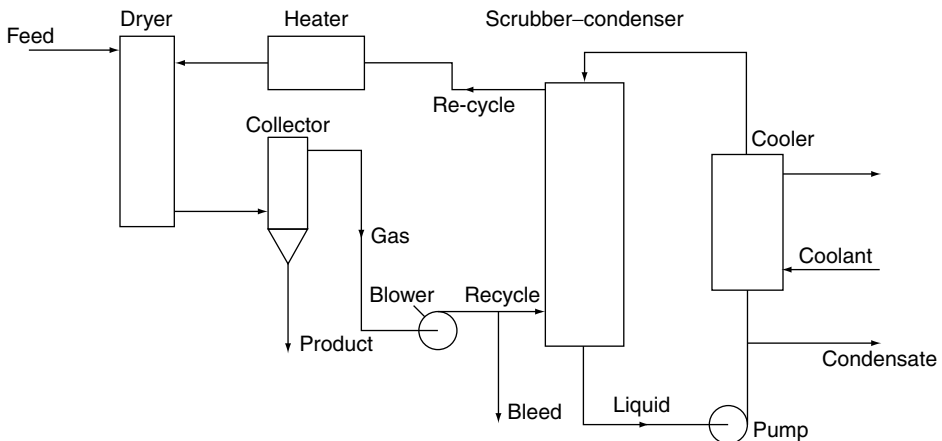 Dryer
Heater
Scrubber–condenser
Feed
Re-cycle
Collector
Cooler
Gas
Coolant
Blower
Recycle
Product
Condensate
Bleed
Liquid
Pump